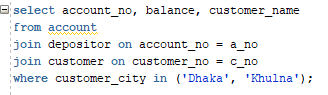 select account_no, balance, customer_name
from account
join depositor on account_no = a_no
join customer on customer_no = c_no
where customer_city in ('Dhaka', 'Khulna');